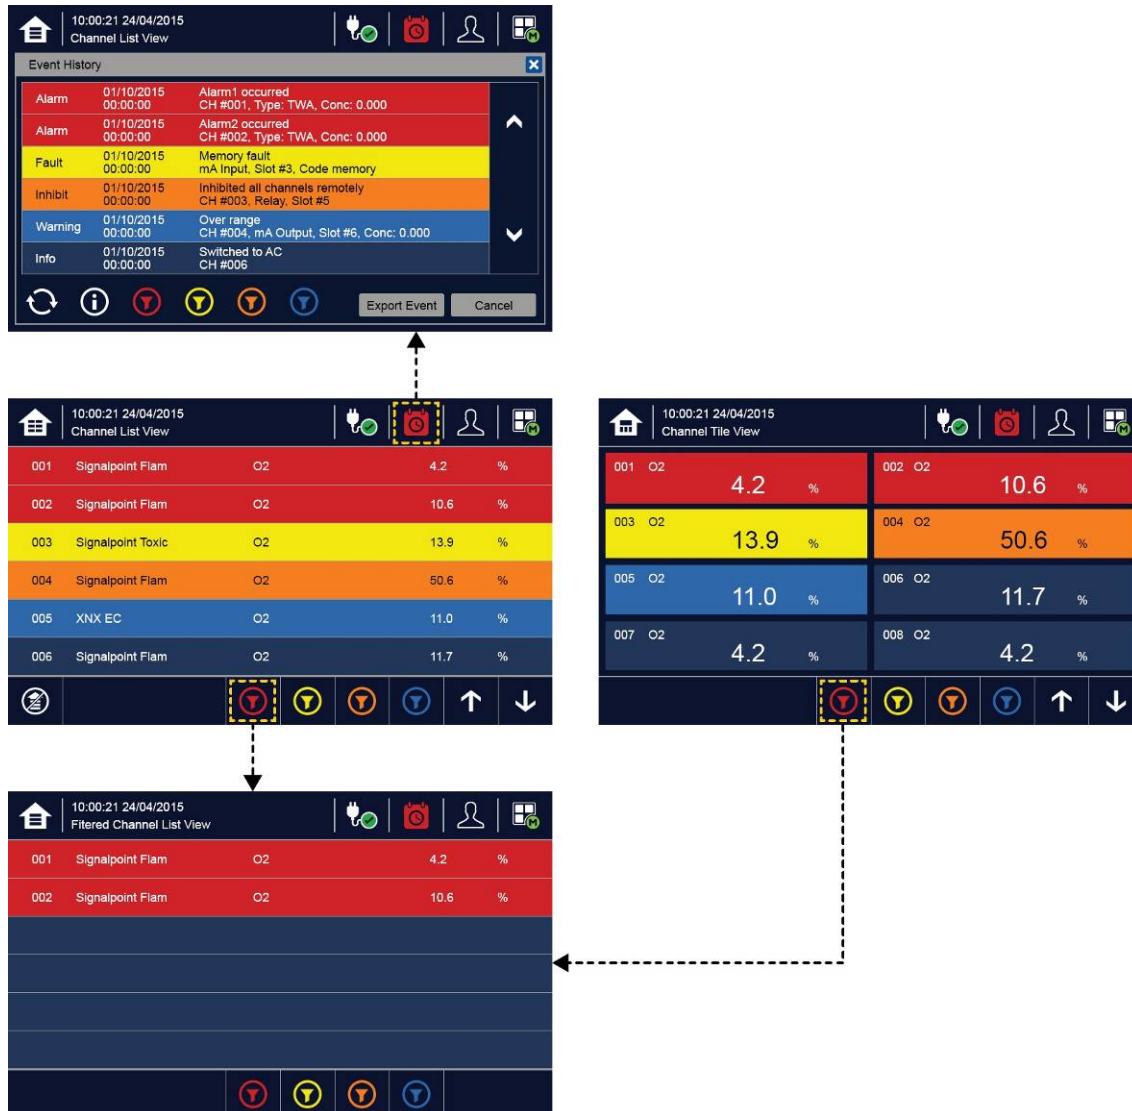 10:00:21 24/04/2015
Channel List View
Event History
Alarm 01/10/2015 00:00:00 Alarm1 occurred
CH #001, Type: TWA, Conc: 0.000
Alarm 01/10/2015 00:00:00 Alarm2 occurred
CH #002, Type: TWA, Conc: 0.000
Fault 01/10/2015 00:00:00 Memory fault
mA Input, Slot #3, Code memory
Inhibit 01/10/2015 00:00:00 Inhibited all channels remotely
CH #003, Relay, Slot #5
Warning 01/10/2015 00:00:00 Over range
CH #004, mA Output, Slot #6, Conc: 0.000
Info 01/10/2015 00:00:00 Switched to AC
CH #006
Export Event Cancel
10:00:21 24/04/2015
Channel List View
M
001 Signalpoint Flam O2 4.2 %
002 Signalpoint Flam O2 10.6 %
003 Signalpoint Toxic O2 13.9 %
004 Signalpoint Flam O2 50.6 %
005 XNX EC O2 11.0 %
006 Signalpoint Flam O2 11.7 %
10:00:21 24/04/2015
Channel Tile View
M
001 O2 4.2 %
002 O2 10.6 %
003 O2 13.9 %
004 O2 50.6 %
005 O2 11.0 %
006 O2 11.7 %
007 O2 4.2 %
008 O2 4.2 %
10:00:21 24/04/2015
Fitered Channel List View
M
001 Signalpoint Flam O2 4.2 %
002 Signalpoint Flam O2 10.6 %